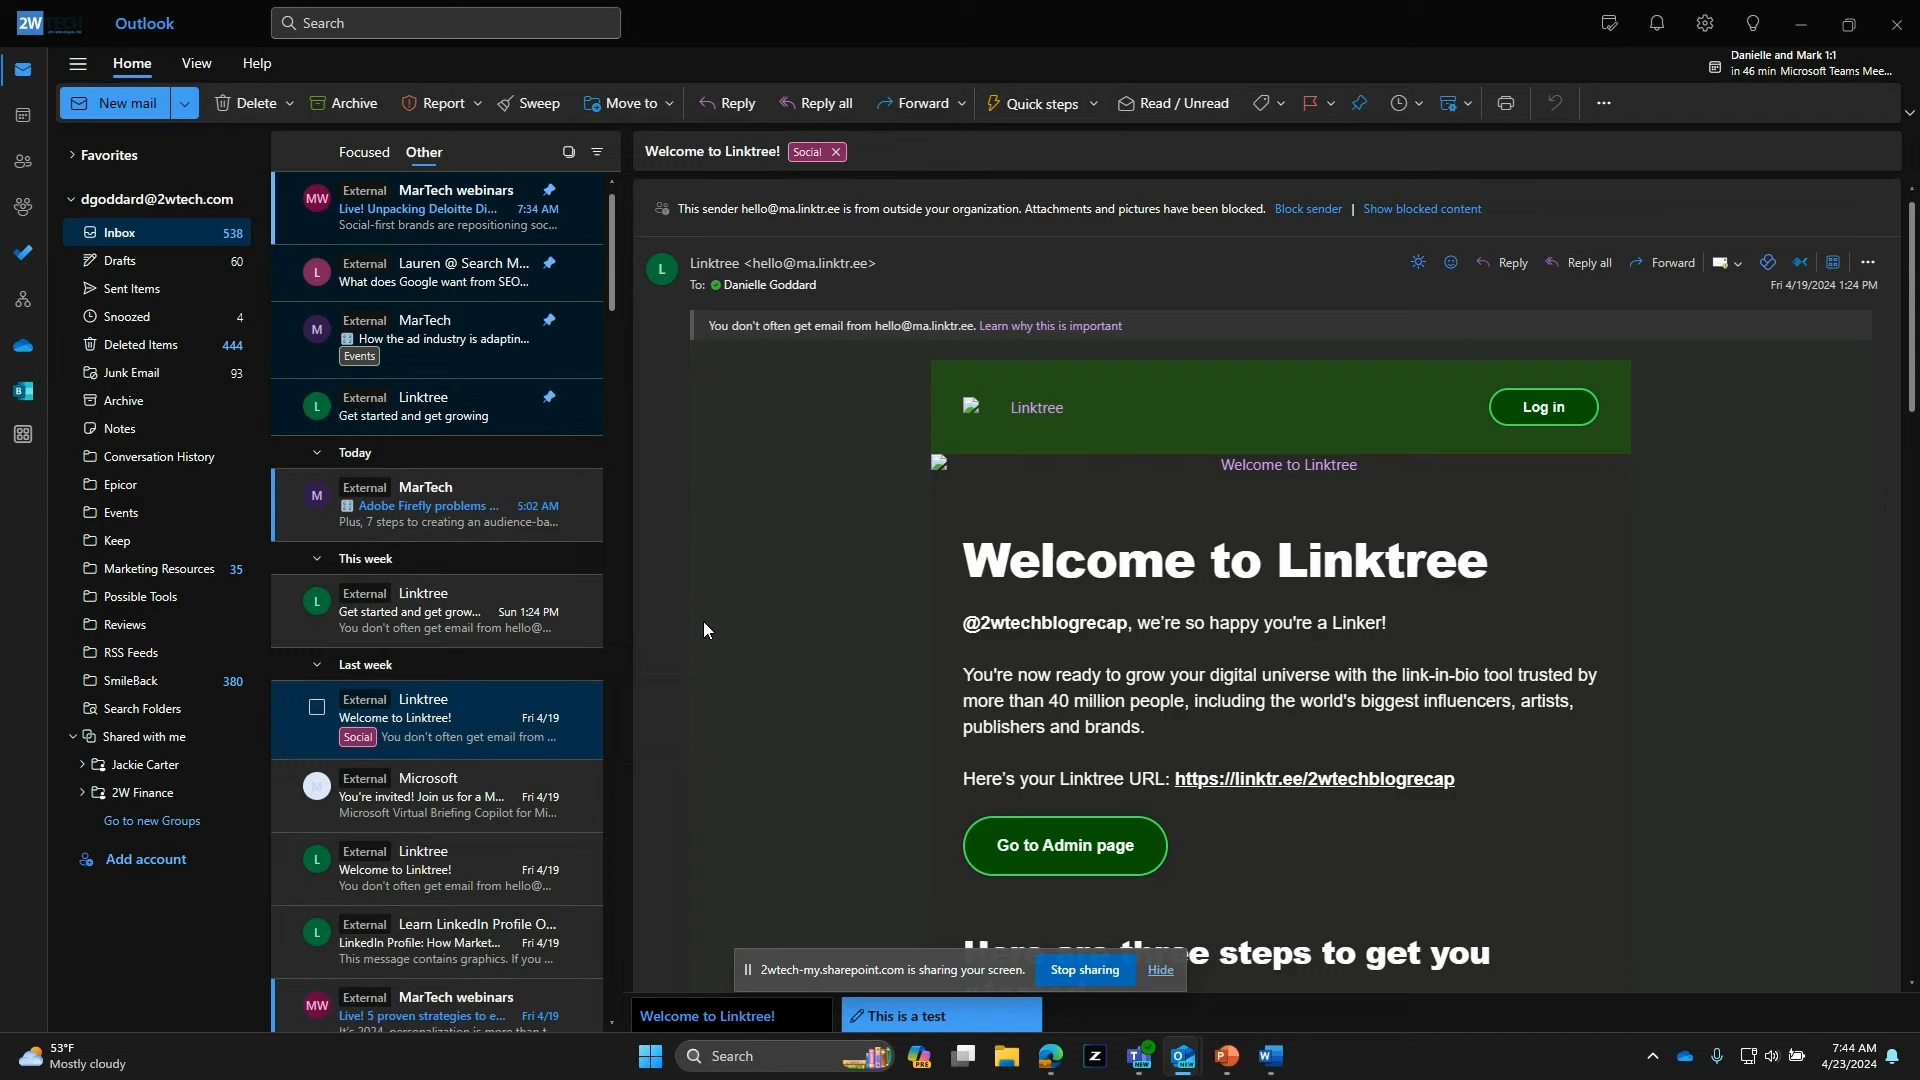 2W TECH
Outlook
Search
Danielle and Mark 1:1
in 46 min Microsoft Teams Mee...
Home View Help
New mail Delete Archive Report Sweep Move to Reply Reply all Forward Quick steps Read / Unread
Favorites
dgoddard@2wtech.com
Inbox 538
Drafts 60
Sent Items
Snoozed 4
Deleted Items 444
Junk Email 93
Archive
Notes
Conversation History
Epicor
Events
Keep
Marketing Resources 35
Possible Tools
Reviews
RSS Feeds
SmileBack 380
Search Folders
Shared with me
Jackie Carter
2W Finance
Go to new Groups
Add account
Focused Other
MW External MarTech webinars
Live! Unpacking Deloitte Di... 7:34 AM
Social-first brands are repositioning soc...
L External Lauren @ Search M...
What does Google want from SEO...
M External MarTech
How the ad industry is adaptin...
Events
L External Linktree
Get started and get growing
Today
M External MarTech
Adobe Firefly problems ... 5:02 AM
Plus, 7 steps to creating an audience-ba...
This week
L External Linktree
Get started and get grow... Sun 1:24 PM
You don't often get email from hello@...
Last week
External Linktree
Welcome to Linktree! Fri 4/19
Social You don't often get email from ...
M External Microsoft
You're invited! Join us for a M... Fri 4/19
Microsoft Virtual Briefing Copilot for Mi...
L External Linktree
Welcome to Linktree! Fri 4/19
You don't often get email from hello@...
L External Learn LinkedIn Profile O...
LinkedIn Profile: How Market... Fri 4/19
This message contains graphics. If you ...
MW External MarTech webinars
Live! 5 proven strategies to e... Fri 4/19
It's 2024, personalization is more than t...
Welcome to Linktree! Social
This sender hello@ma.linktr.ee is from outside your organization. Attachments and pictures have been blocked. Block sender | Show blocked content
L Linktree <hello@ma.linktr.ee>
Reply Reply all Forward
To: Danielle Goddard
Fri 4/19/2024 1:24 PM
You don't often get email from hello@ma.linktr.ee. Learn why this is important
Linktree
Log in
Welcome to Linktree
Welcome to Linktree
@2wtechblogrecap, we're so happy you're a Linker!
You're now ready to grow your digital universe with the link-in-bio tool trusted by
more than 40 million people, including the world's biggest influencers, artists,
publishers and brands.
Here's your Linktree URL: https://linktr.ee/2wtechblogrecap
Go to Admin page
Here are three steps to get you
2wtech-my.sharepoint.com is sharing your screen. Stop sharing Hide
Welcome to Linktree! This is a test
53°F
Mostly cloudy
Search
PRE
NEW
NEW
7:44 AM
4/23/2024